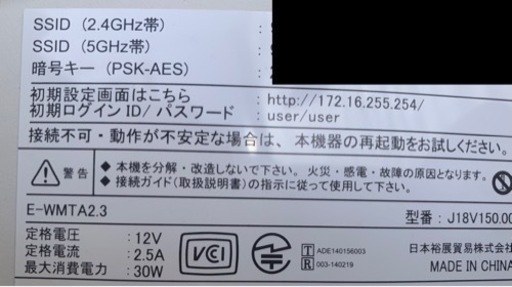 SSID（2.4GHz帯）
SSID（5GHz帯）
暗号キー（PSK-AES）
初期設定画面はこちら : http://172.16.255.254/
初期ログインID/ パスワード : user/user
接続不可・動作が不安定な場合は、本機器の再起動をお試しください。
警告 ◆本機を分解・改造しないで下さい。火災・感電・故障の原因となります。
◆接続ガイド(取扱説明書)の指示に従って使用して下さい。
E-WMTA2.3 型番：J18V150.00
定格電圧 : 12V
定格電流 : 2.5A
最大消費電力 : 30W
VCI
T ADE140156003
R 003-140219
日本裕展貿易株式会社
MADE IN CHINA